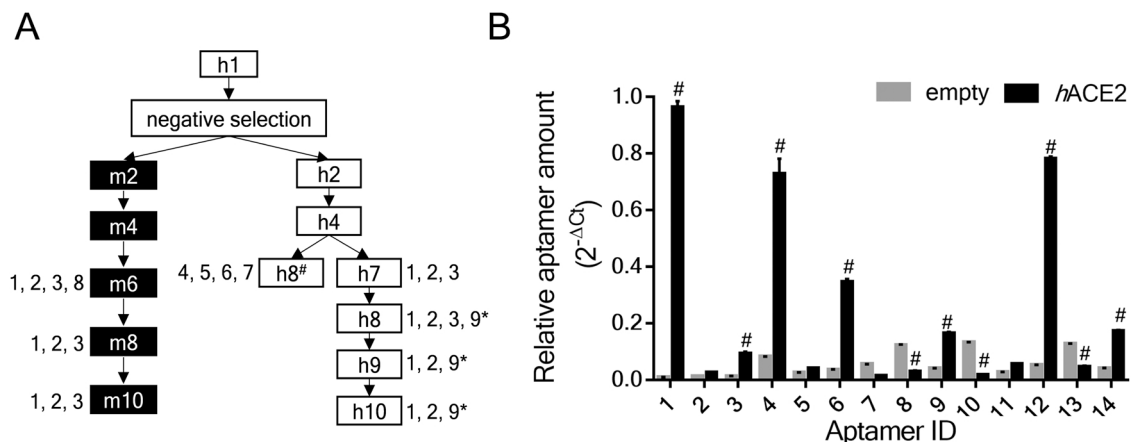 A
h1
negative selection
m2
h2
m4
h4
1, 2, 3, 8
m6
4, 5, 6, 7
h8#
h7
1, 2, 3
h8
1, 2, 3, 9*
1, 2, 3
m8
h9
1, 2, 9*
1, 2, 3
m10
h10
1, 2, 9*
B
empty
hACE2
Relative aptamer amount
(2^-ΔCt)
1.0
0.8
0.6
0.4
0.2
0.0
#
#
#
#
#
#
#
#
#
#
1
2
3
4
5
6
7
8
9
10
11
12
13
14
Aptamer ID